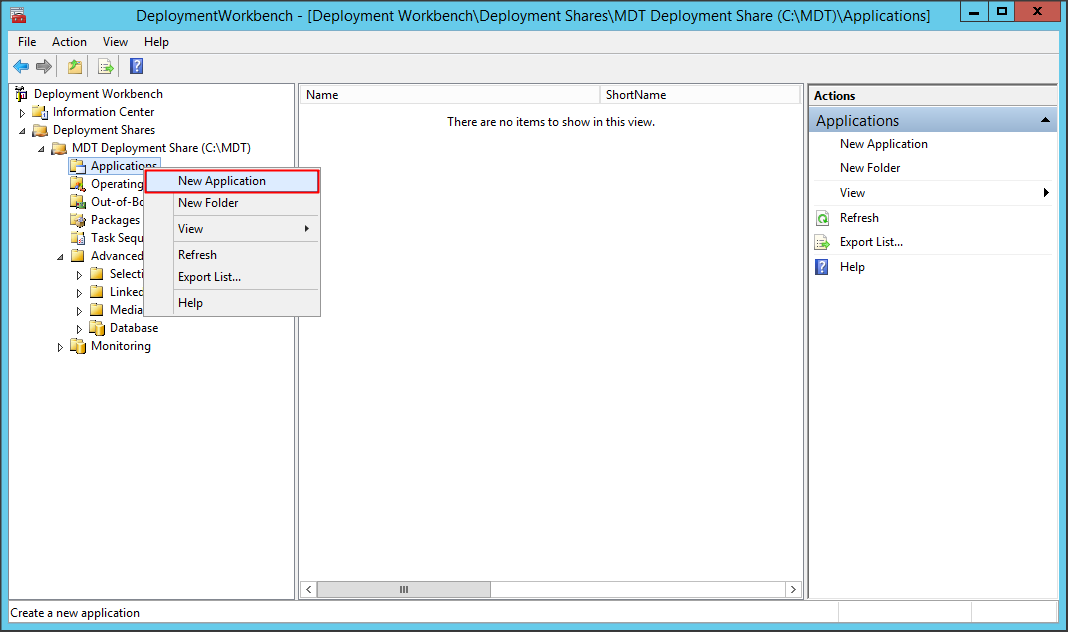 DeploymentWorkbench - [Deployment Workbench\Deployment Shares\MDT Deployment Share (C:\MDT)\Applications]
File Action View Help
Deployment Workbench
Information Center
Deployment Shares
MDT Deployment Share (C:\MDT)
Applications
Operating
Out-of-Bo
Packages
Task Sequ
Advanced
Selecti
Linked
Media
Database
Monitoring
New Application
New Folder
View
Refresh
Export List...
Help
Name ShortName
There are no items to show in this view.
Actions
Applications
New Application
New Folder
View
Refresh
Export List...
Help
Create a new application